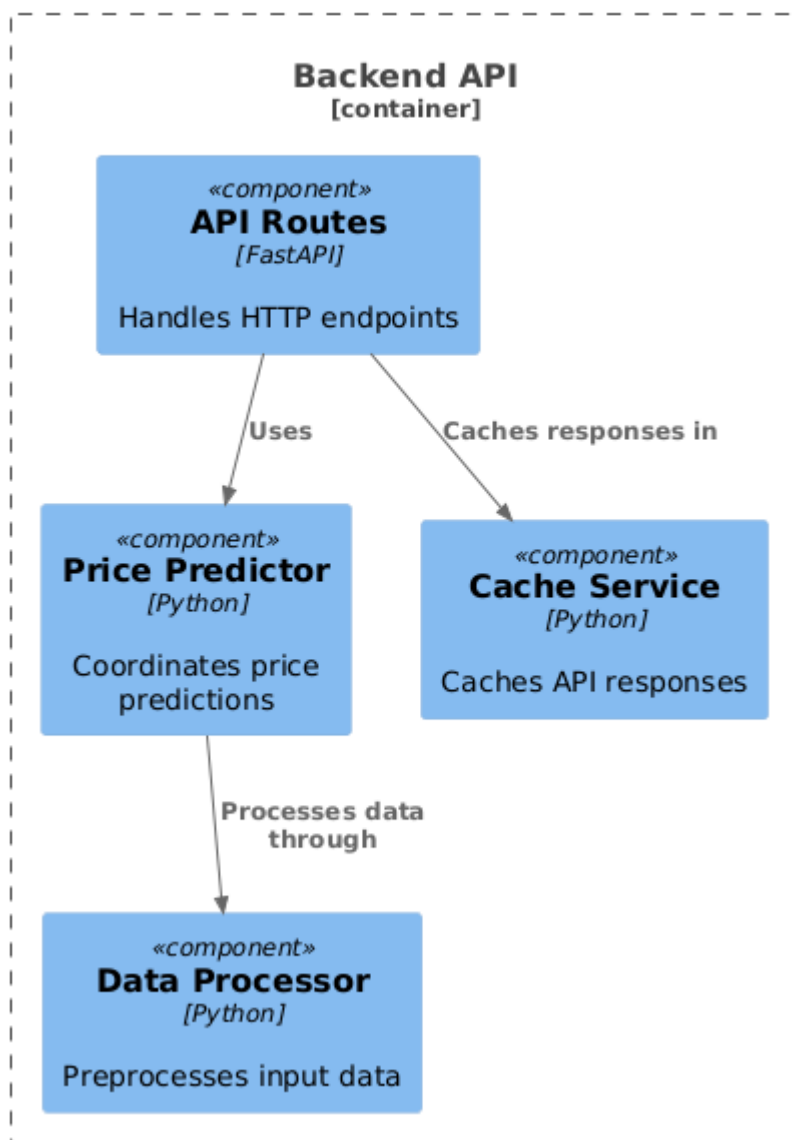 Backend API
[container]
«component»
API Routes
[FastAPI]
Handles HTTP endpoints
Uses
Caches responses in
«component»
Price Predictor
[Python]
Coordinates price
predictions
«component»
Cache Service
[Python]
Caches API responses
Processes data
through
«component»
Data Processor
[Python]
Preprocesses input data